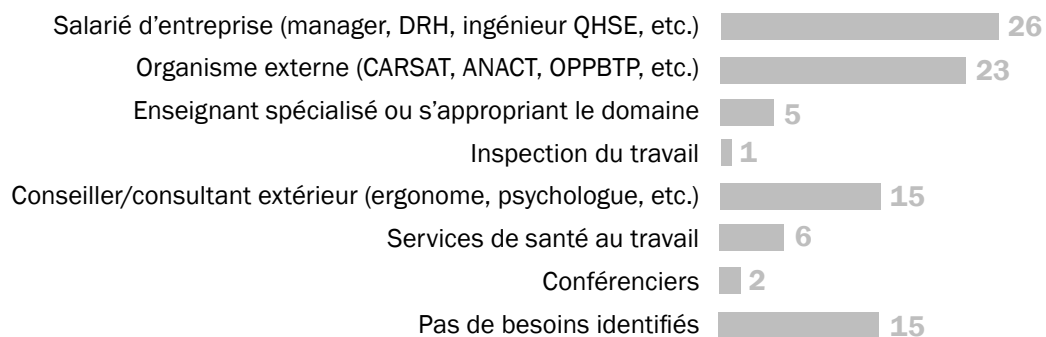 Salarié d'entreprise (manager, DRH, ingénieur QHSE, etc.) 26
Organisme externe (CARSAT, ANACT, OPPBTP, etc.) 23
Enseignant spécialisé ou s'appropriant le domaine 5
Inspection du travail 1
Conseiller/consultant extérieur (ergonome, psychologue, etc.) 15
Services de santé au travail 6
Conférenciers 2
Pas de besoins identifiés 15